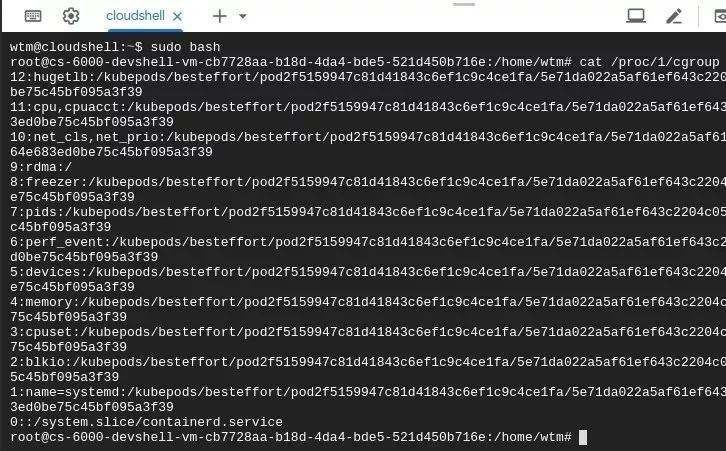 cloudshell
wtm@cloudshell:~$ sudo bash
root@cs-6000-devshell-vm-cb7728aa-b18d-4da4-bde5-521d450b716e:/home/wtm# cat /proc/1/cgroup
12:hugetlb:/kubepods/besteffort/pod2f5159947c81d41843c6ef1c9c4ce1fa/5e71da022a5af61ef643c220
be75c45bf095a3f39
11:cpu,cpuacct:/kubepods/besteffort/pod2f5159947c81d41843c6ef1c9c4ce1fa/5e71da022a5af61ef643
3ed0be75c45bf095a3f39
10:net_cls,net_prio:/kubepods/besteffort/pod2f5159947c81d41843c6ef1c9c4ce1fa/5e71da022a5af61
64e683ed0be75c45bf095a3f39
9:rdma:/
8:freezer:/kubepods/besteffort/pod2f5159947c81d41843c6ef1c9c4ce1fa/5e71da022a5af61ef643c2204
e75c45bf095a3f39
7:pids:/kubepods/besteffort/pod2f5159947c81d41843c6ef1c9c4ce1fa/5e71da022a5af61ef643c2204c05
c45bf095a3f39
6:perf_event:/kubepods/besteffort/pod2f5159947c81d41843c6ef1c9c4ce1fa/5e71da022a5af61ef643c2
d0be75c45bf095a3f39
5:devices:/kubepods/besteffort/pod2f5159947c81d41843c6ef1c9c4ce1fa/5e71da022a5af61ef643c2204
e75c45bf095a3f39
4:memory:/kubepods/besteffort/pod2f5159947c81d41843c6ef1c9c4ce1fa/5e71da022a5af61ef643c2204c
75c45bf095a3f39
3:cpuset:/kubepods/besteffort/pod2f5159947c81d41843c6ef1c9c4ce1fa/5e71da022a5af61ef643c2204c
75c45bf095a3f39
2:blkio:/kubepods/besteffort/pod2f5159947c81d41843c6ef1c9c4ce1fa/5e71da022a5af61ef643c2204c0
5c45bf095a3f39
1:name=systemd:/kubepods/besteffort/pod2f5159947c81d41843c6ef1c9c4ce1fa/5e71da022a5af61ef643
3ed0be75c45bf095a3f39
0::/system.slice/containerd.service
root@cs-6000-devshell-vm-cb7728aa-b18d-4da4-bde5-521d450b716e:/home/wtm#